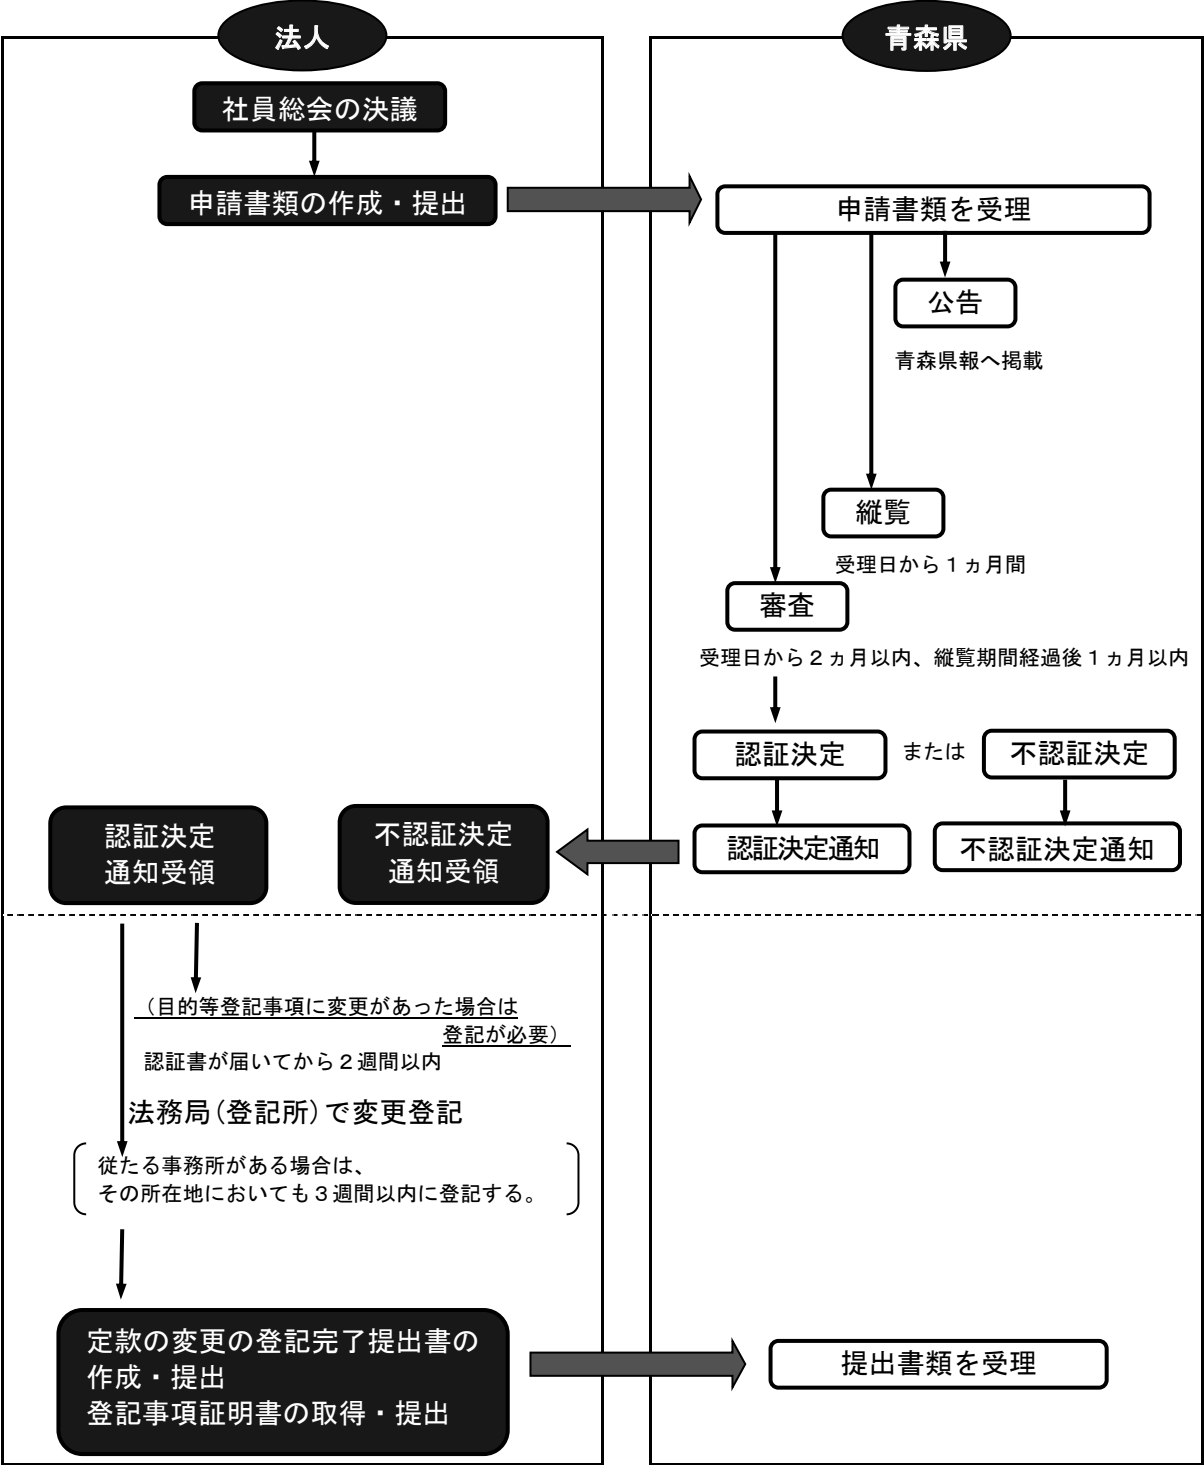 法人
青森県
社員総会の決議
申請書類の作成・提出
申請書類を受理
公告
青森県報へ掲載
縦覧
受理日から１ヵ月間
審査
受理日から２ヵ月以内、縦覧期間経過後１ヵ月以内
認証決定
または
不認証決定
認証決定通知
不認証決定通知
認証決定
通知受領
不認証決定
通知受領
（目的等登記事項に変更があった場合は
登記が必要）
認証書が届いてから２週間以内
法務局(登記所)で変更登記
従たる事務所がある場合は、
その所在地においても３週間以内に登記する。
定款の変更の登記完了提出書の
作成・提出
登記事項証明書の取得・提出
提出書類を受理